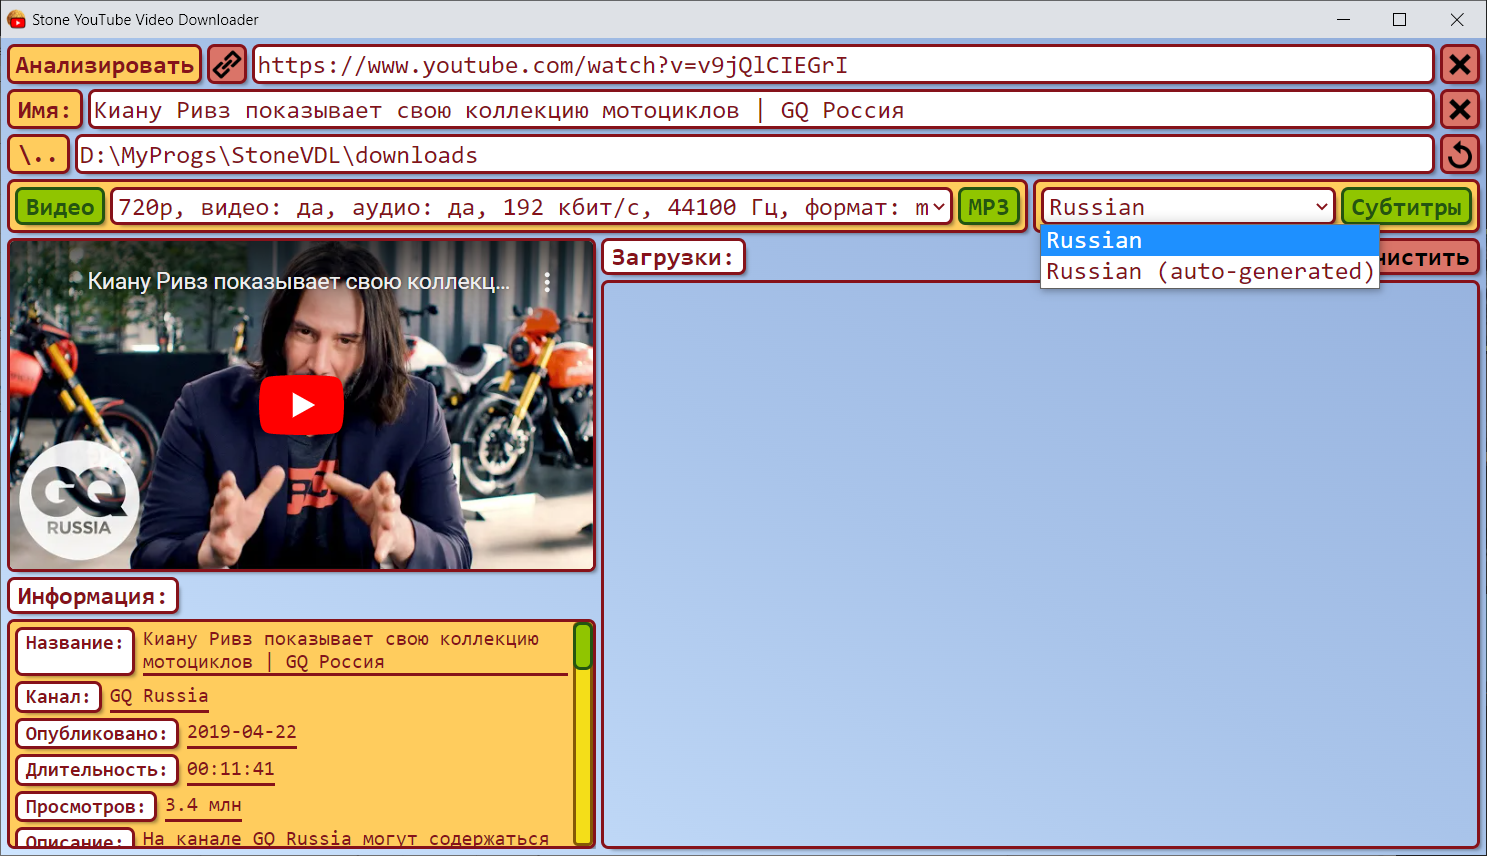 Stone YouTube Video Downloader
Анализировать
https://www.youtube.com/watch?v=v9jQlCIEGrI
Имя:
Киану Ривз показывает свою коллекцию мотоциклов | GQ Россия
\..
D:\MyProgs\StoneVDL\downloads
Видео
720p, видео: да, аудио: да, 192 кбит/с, 44100 Гц, формат: m
MP3
Russian
Субтитры
Russian
Russian (auto-generated)
Киану Ривз показывает свою коллекц...
GQ
RUSSIA
Загрузки:
чистить
Информация:
Название:
Киану Ривз показывает свою коллекцию
мотоциклов | GQ Россия
Канал:
GQ Russia
Опубликовано:
2019-04-22
Длительность:
00:11:41
Просмотров:
3.4 млн
Описание:
На канале GQ Russia могут содержаться